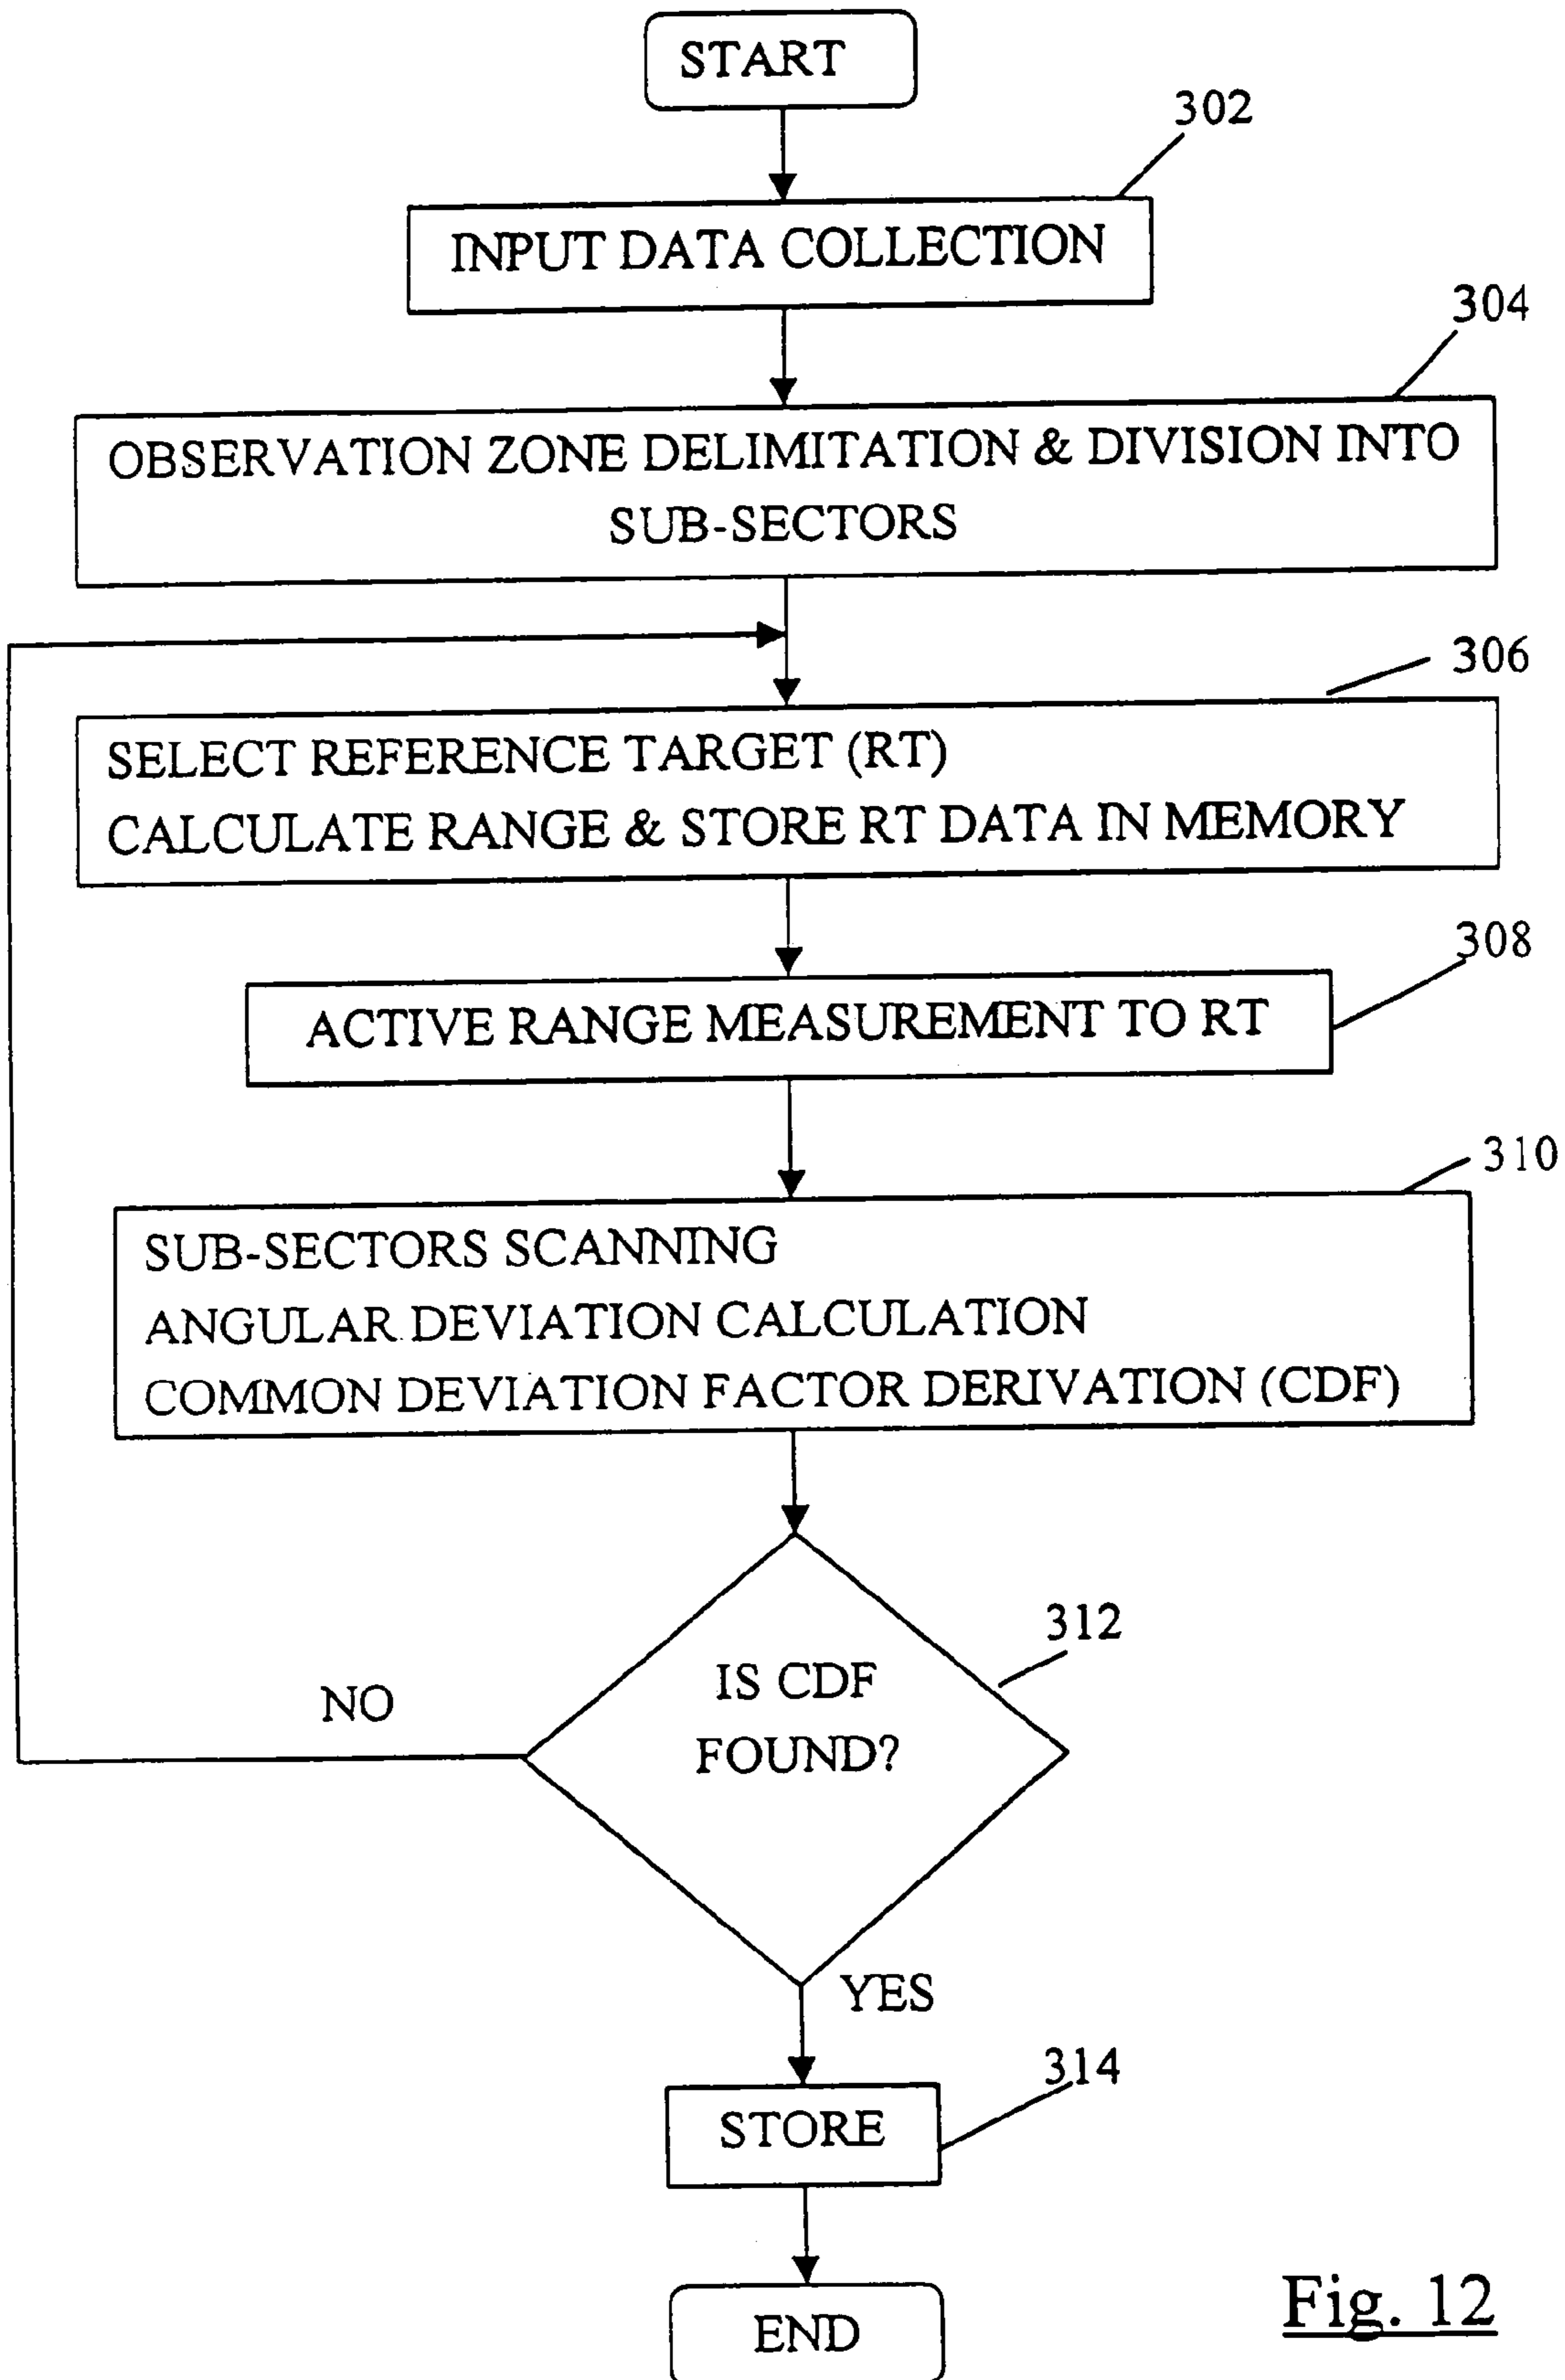 START
302
INPUT DATA COLLECTION
304
OBSERVATION ZONE DELIMITATION & DIVISION INTO
SUB-SECTORS
306
SELECT REFERENCE TARGET (RT)
CALCULATE RANGE & STORE RT DATA IN MEMORY
308
ACTIVE RANGE MEASUREMENT TO RT
310
SUB-SECTORS SCANNING
ANGULAR DEVIATION CALCULATION
COMMON DEVIATION FACTOR DERIVATION (CDF)
312
IS CDF
FOUND?
NO
YES
314
STORE
END
Fig. 12